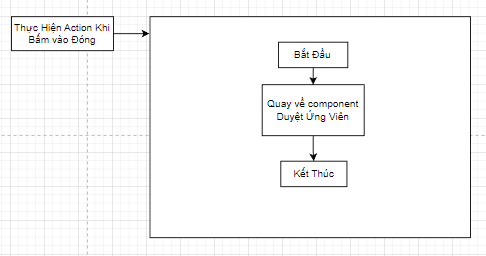 Thực Hiện Action Khi
Bấm vào Đóng
Bắt Đầu
Quay về component
Duyệt Ứng Viên
Kết Thúc